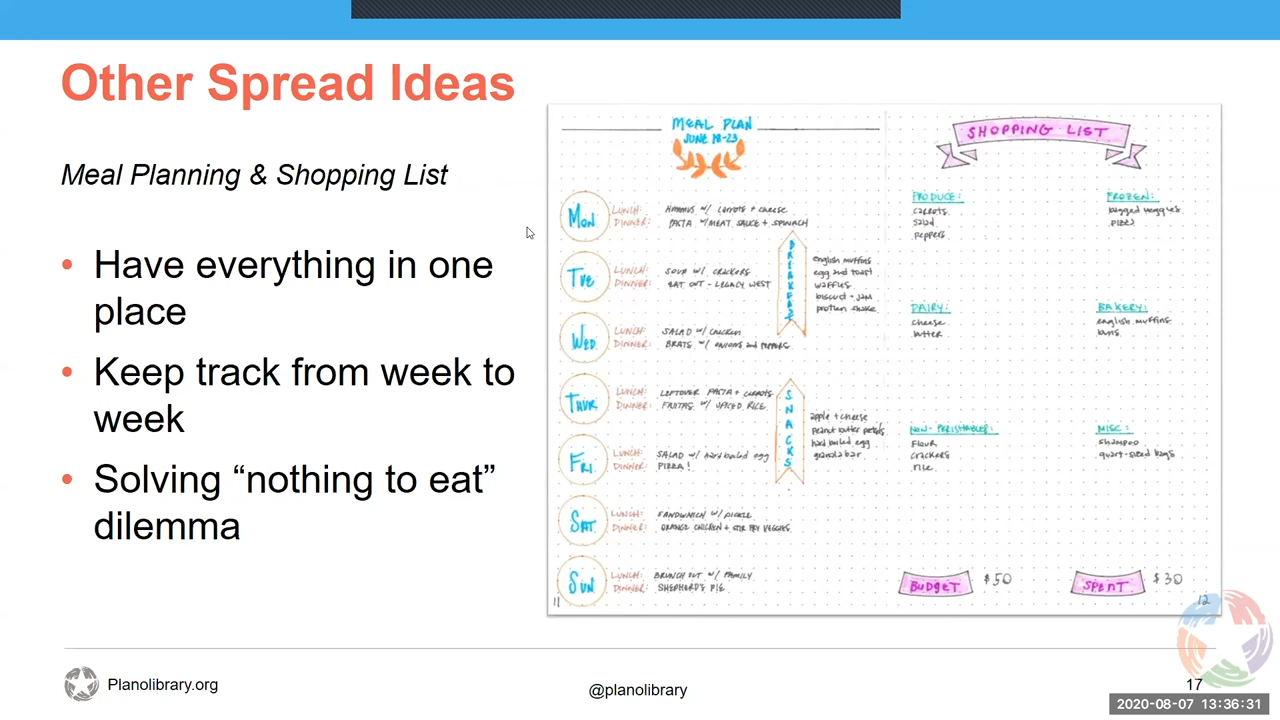 Other Spread Ideas
Meal Planning & Shopping List
• Have everything in one
place
• Keep track from week to
week
• Solving “nothing to eat”
dilemma
MEAL PLAN
JUNE 18-23
MON
LUNCH: HUMMUS w/ carrots + cheese
DINNER: PASTA w/MEAT SAUCE + SPINACH
TUE
LUNCH: SOUP w/ CRACKERS
DINNER: EAT OUT - LEGACY WEST
WED
LUNCH: SALAD w/ CHICKEN
DINNER: BRATS w/ ONIONS and PEPPERS
THUR
LUNCH: LEFTOVER PASTA + CARROTS
DINNER: FAJITAS w/ SPICED RICE
FRI
LUNCH: SALAD w/ hard boiled egg
DINNER: PIZZA!
SAT
LUNCH: SANDWICH w/ PICKLE
DINNER: ORANGE CHICKEN + STIR FRY VEGGIES
SUN
LUNCH: BRUNCH OUT w/ FAMILY
DINNER: SHEPHERD'S PIE
11
BREAKFAST
english muffins
egg and toast
waffles
biscuit + jam
protein shake
SNACKS
apple + cheese
peanut butter
hard boiled egg
granola bar
SHOPPING LIST
PRODUCE:
carrots
salad
peppers
FROZEN:
bagged veggies
pizza
DAIRY:
cheese
butter
BAKERY:
english muffins
buns
NON-PERISHABLES:
FLOUR
crackers
rice
MISC:
shampoo
quart-sized bags
BUDGET $50
SPENT $30
12
Planolibrary.org
@planolibrary
17
2020-08-07 13:36:31